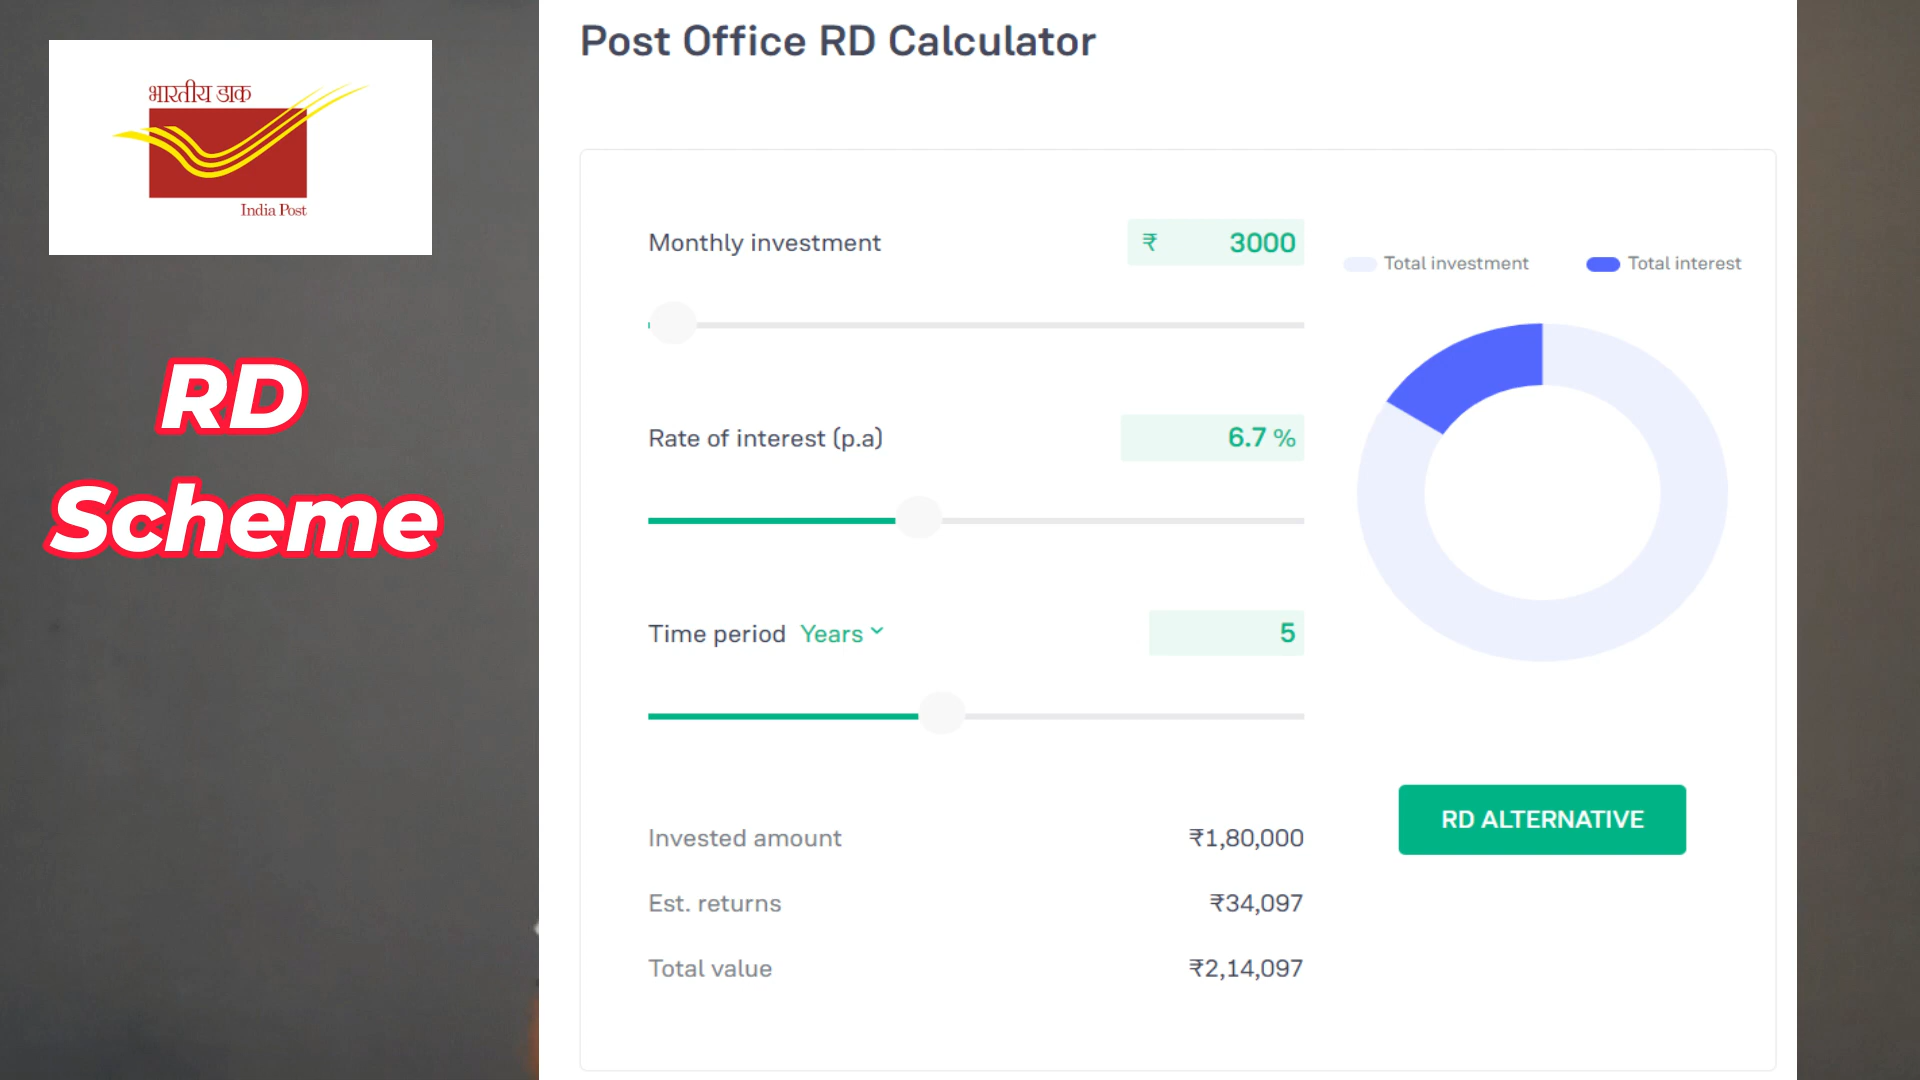 भारतीय डाक
India Post
RD
Scheme
Post Office RD Calculator
Monthly investment
₹ 3000
Rate of interest (p.a)
6.7 %
Time period Years
5
Invested amount
₹1,80,000
Est. returns
₹34,097
Total value
₹2,14,097
Total investment
Total interest
RD ALTERNATIVE